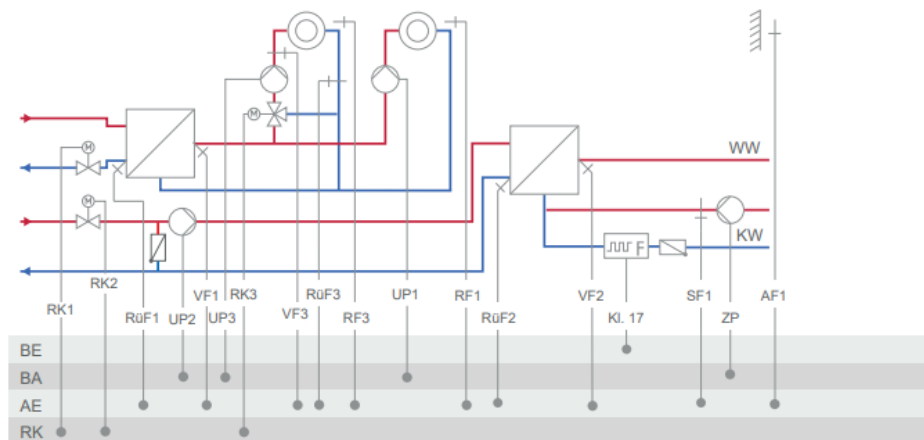 M
M
M
WW
F
KW
RK1
RK2
RüF1
UP2
VF1
UP3
RK3
VF3
RüF3
RF3
UP1
RF1
RüF2
Kl. 17
VF2
SF1
ZP
AF1
BE
BA
AE
RK